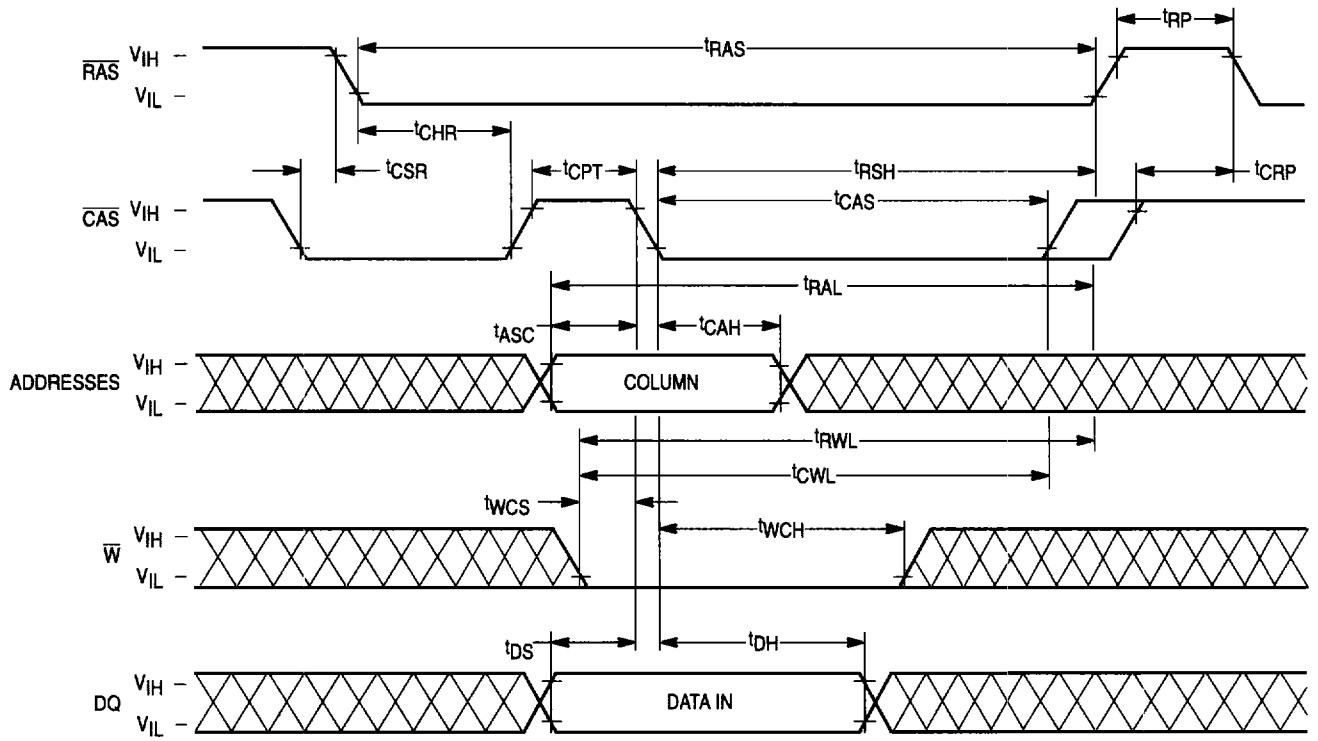 tRP
tRAS
RAS VIH
VIL
tCHR
tCSR tCPT tRSH tCRP
tCAS
CAS VIH
VIL
tRAL
tASC tCAH
ADDRESSES VIH COLUMN
VIL
tRWL
tCWL
tWCS
tWCH
W VIH
VIL
tDS tDH
DQ VIH DATA IN
VIL